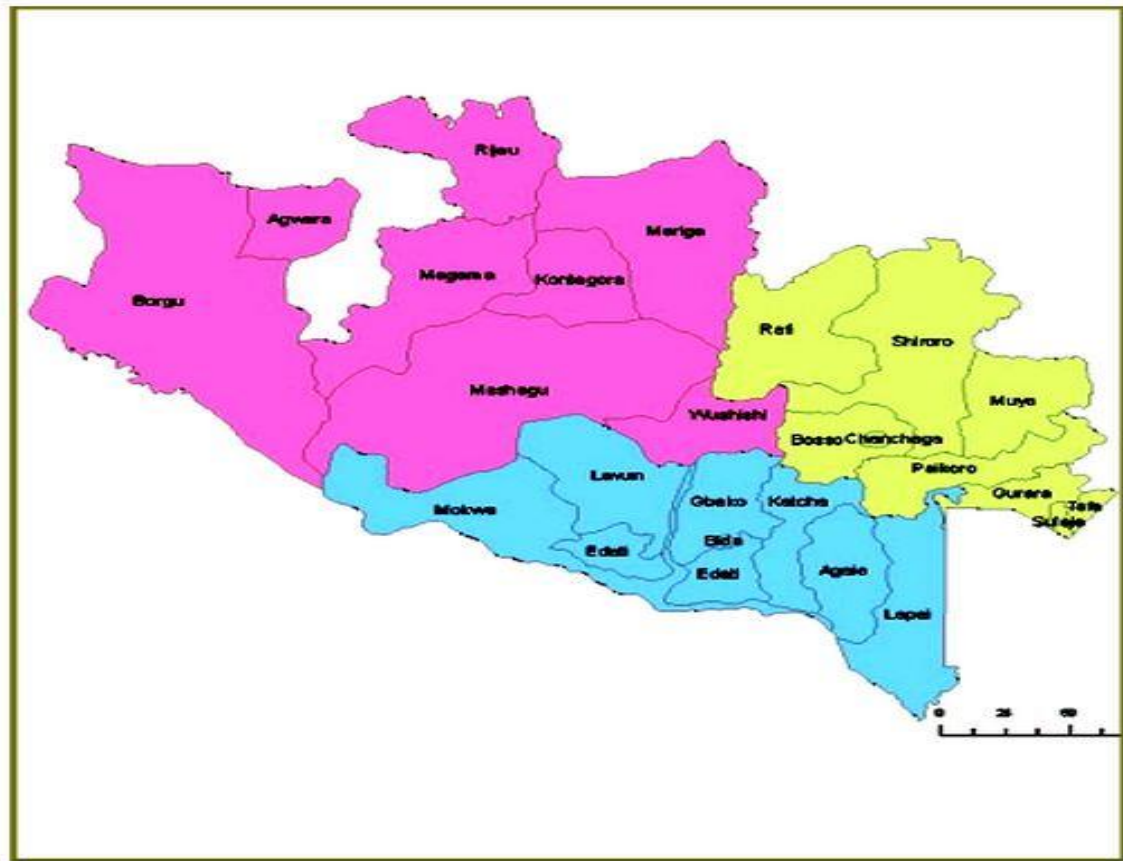 Rijau
Agwara
Mariga
Magama
Kontagora
Borgu
Rafi
Shiroro
Mashagu
Muya
Wushishi
Bosso
Chanchaga
Paikoro
Lavun
Gbako
Katcha
Mokwa
Gurara
Tafa
Suleja
Edati
Bida
Edati
Agaie
Lapai
0 25 50